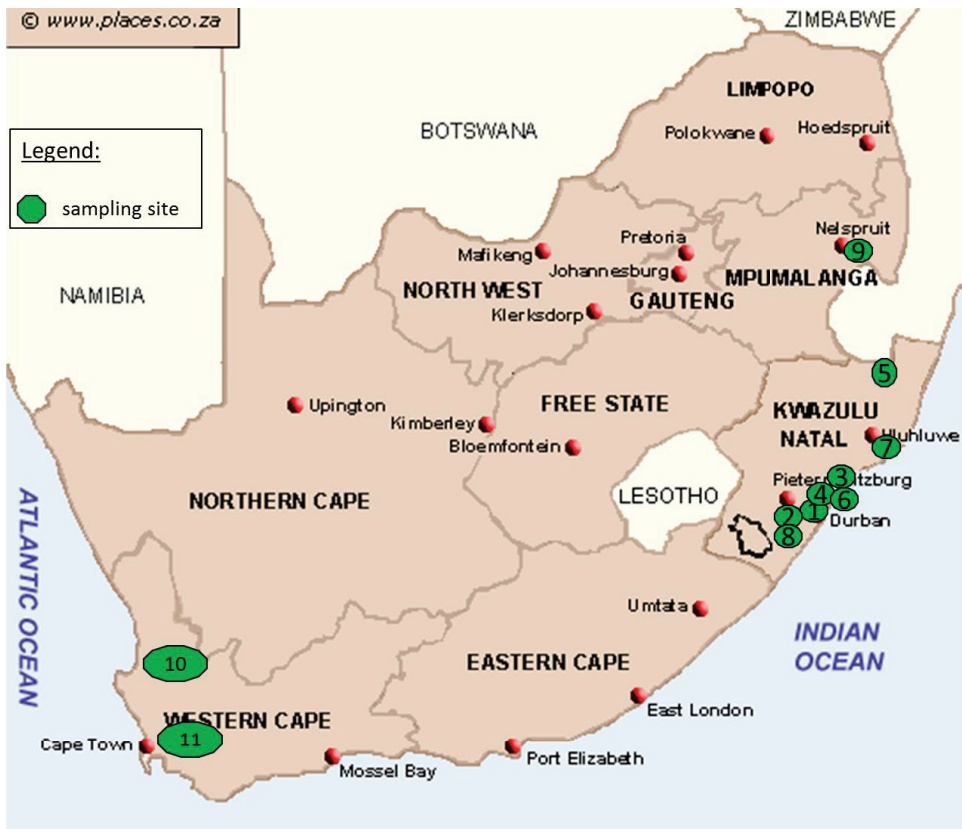 © www.places.co.za
ZIMBABWE
LIMPOPO
BOTSWANA
Polokwane
Hoedspruit
Legend:
sampling site
Nelspruit
Pretoria
9
Mafikeng
Johannesburg
MPUMALANGA
NAMIBIA
NORTH WEST
GAUTENG
Klerksdorp
5
Upington
FREE STATE
KWAZULU
NATAL
Kimberley
Bloemfontein
7
3
LESOTHO
4
6
NORTHERN CAPE
2
1
Durban
8
ATLANTIC OCEAN
Umtata
INDIAN
OCEAN
10
EASTERN CAPE
WESTERN CAPE
East London
11
Cape Town
Port Elizabeth
Mossel Bay